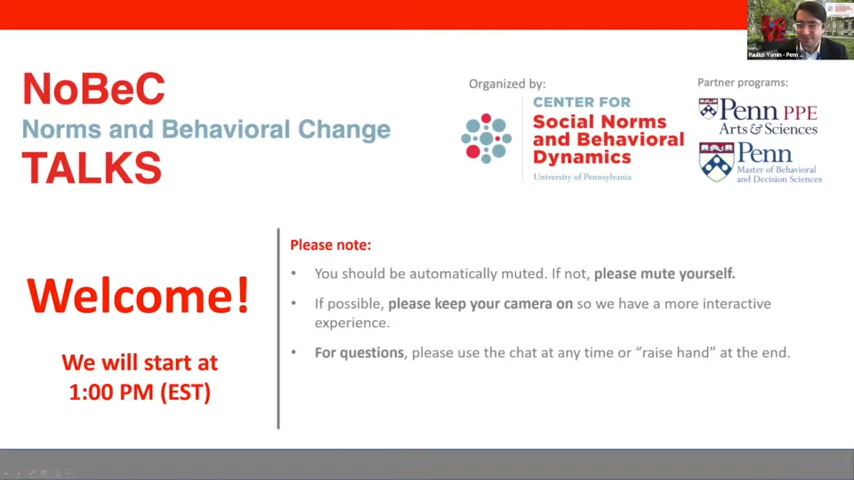 Paulius Yamin - Penn ...
NoBeC
Norms and Behavioral Change
TALKS
Organized by:
CENTER FOR
Social Norms
and Behavioral
Dynamics
University of Pennsylvania
Partner programs:
Penn PPE
Arts & Sciences
Penn
Master of Behavioral
and Decision Sciences
Welcome!
We will start at
1:00 PM (EST)
Please note:
• You should be automatically muted. If not, please mute yourself.
• If possible, please keep your camera on so we have a more interactive
experience.
• For questions, please use the chat at any time or “raise hand” at the end.